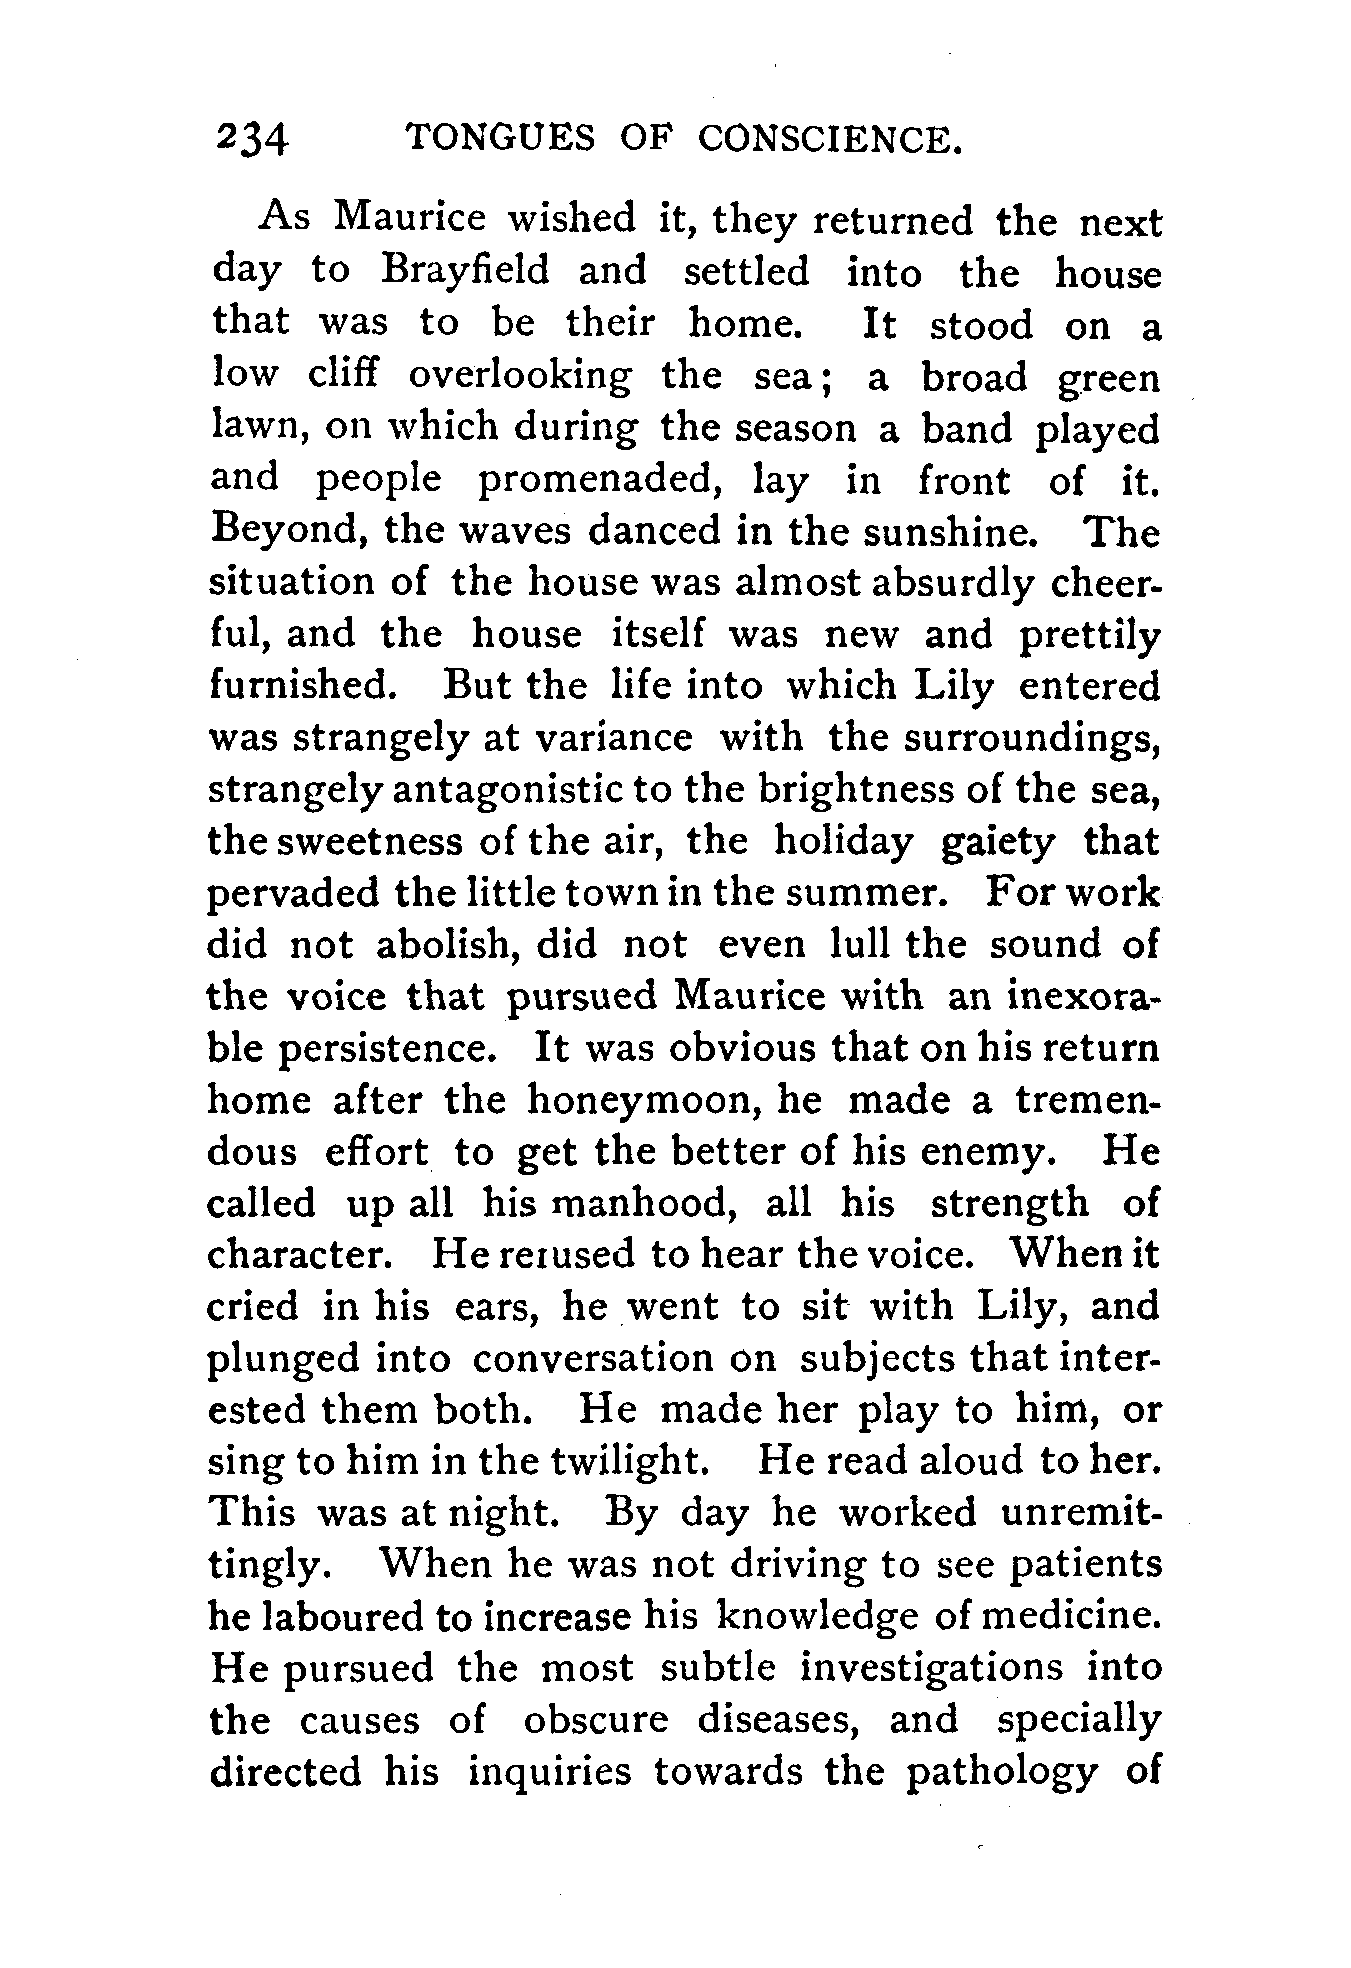 234 TONGUES OF CONSCIENCE.
As Maurice wished it, they returned the next
day to Brayfield and settled into the house
that was to be their home. It stood on a
low cliff overlooking the sea; a broad green
lawn, on which during the season a band played
and people promenaded, lay in front of it.
Beyond, the waves danced in the sunshine. The
situation of the house was almost absurdly cheer-
ful, and the house itself was new and prettily
furnished. But the life into which Lily entered
was strangely at variance with the surroundings,
strangely antagonistic to the brightness of the sea,
the sweetness of the air, the holiday gaiety that
pervaded the little town in the summer. For work
did not abolish, did not even lull the sound of
the voice that pursued Maurice with an inexora-
ble persistence. It was obvious that on his return
home after the honeymoon, he made a tremen-
dous effort to get the better of his enemy. He
called up all his manhood, all his strength of
character. He refused to hear the voice. When it
cried in his ears, he went to sit with Lily, and
plunged into conversation on subjects that inter-
ested them both. He made her play to him, or
sing to him in the twilight. He read aloud to her.
This was at night. By day he worked unremit-
tingly. When he was not driving to see patients
he laboured to increase his knowledge of medicine.
He pursued the most subtle investigations into
the causes of obscure diseases, and specially
directed his inquiries towards the pathology of